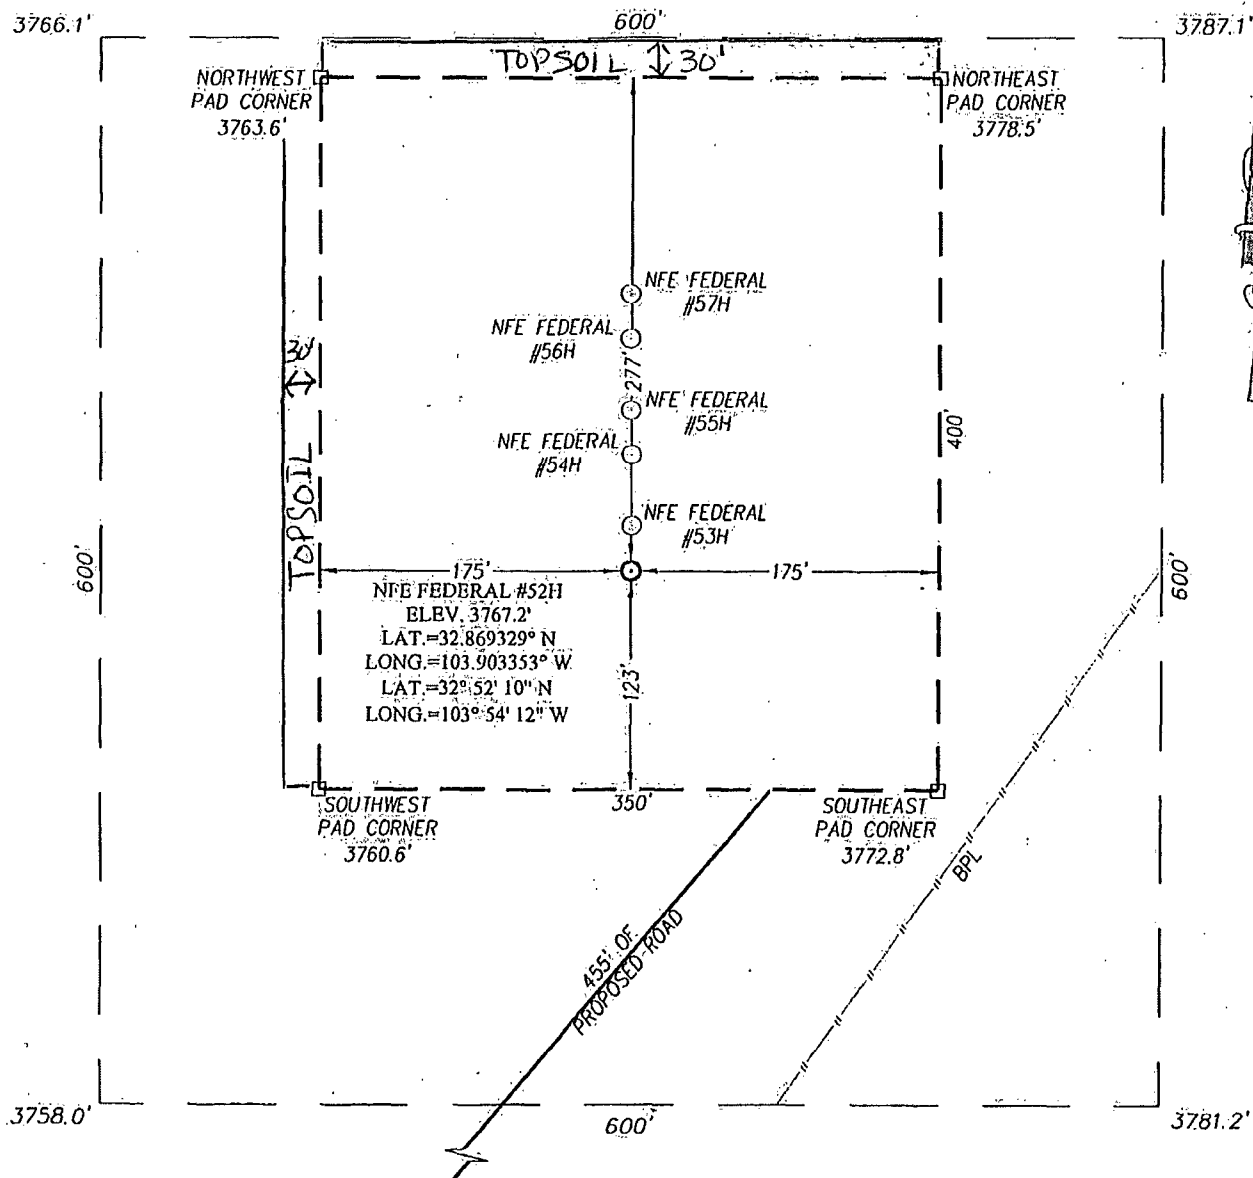 3766.1'
600'
3787.1'
TOPSOIL 30'
NORTHWEST
PAD CORNER
3763.6'
NORTHEAST
PAD CORNER
3778.5'
NFE FEDERAL
#57H
NFE FEDERAL
#56H
277'
30'
NFE FEDERAL
#55H
NFE FEDERAL
#54H
400'
TOPSOIL
NFE FEDERAL
#53H
600'
175'
175'
600'
NFE FEDERAL #52H
ELEV. 3767.2'
LAT.=32.869329° N
LONG.=103.903353° W
LAT.=32° 52' 10" N
LONG.=103° 54' 12" W
123'
350'
SOUTHWEST
PAD CORNER
3760.6'
SOUTHEAST
PAD CORNER
3772.8'
BPL
455' OF
PROPOSED ROAD
3758.0'
600'
3781.2'